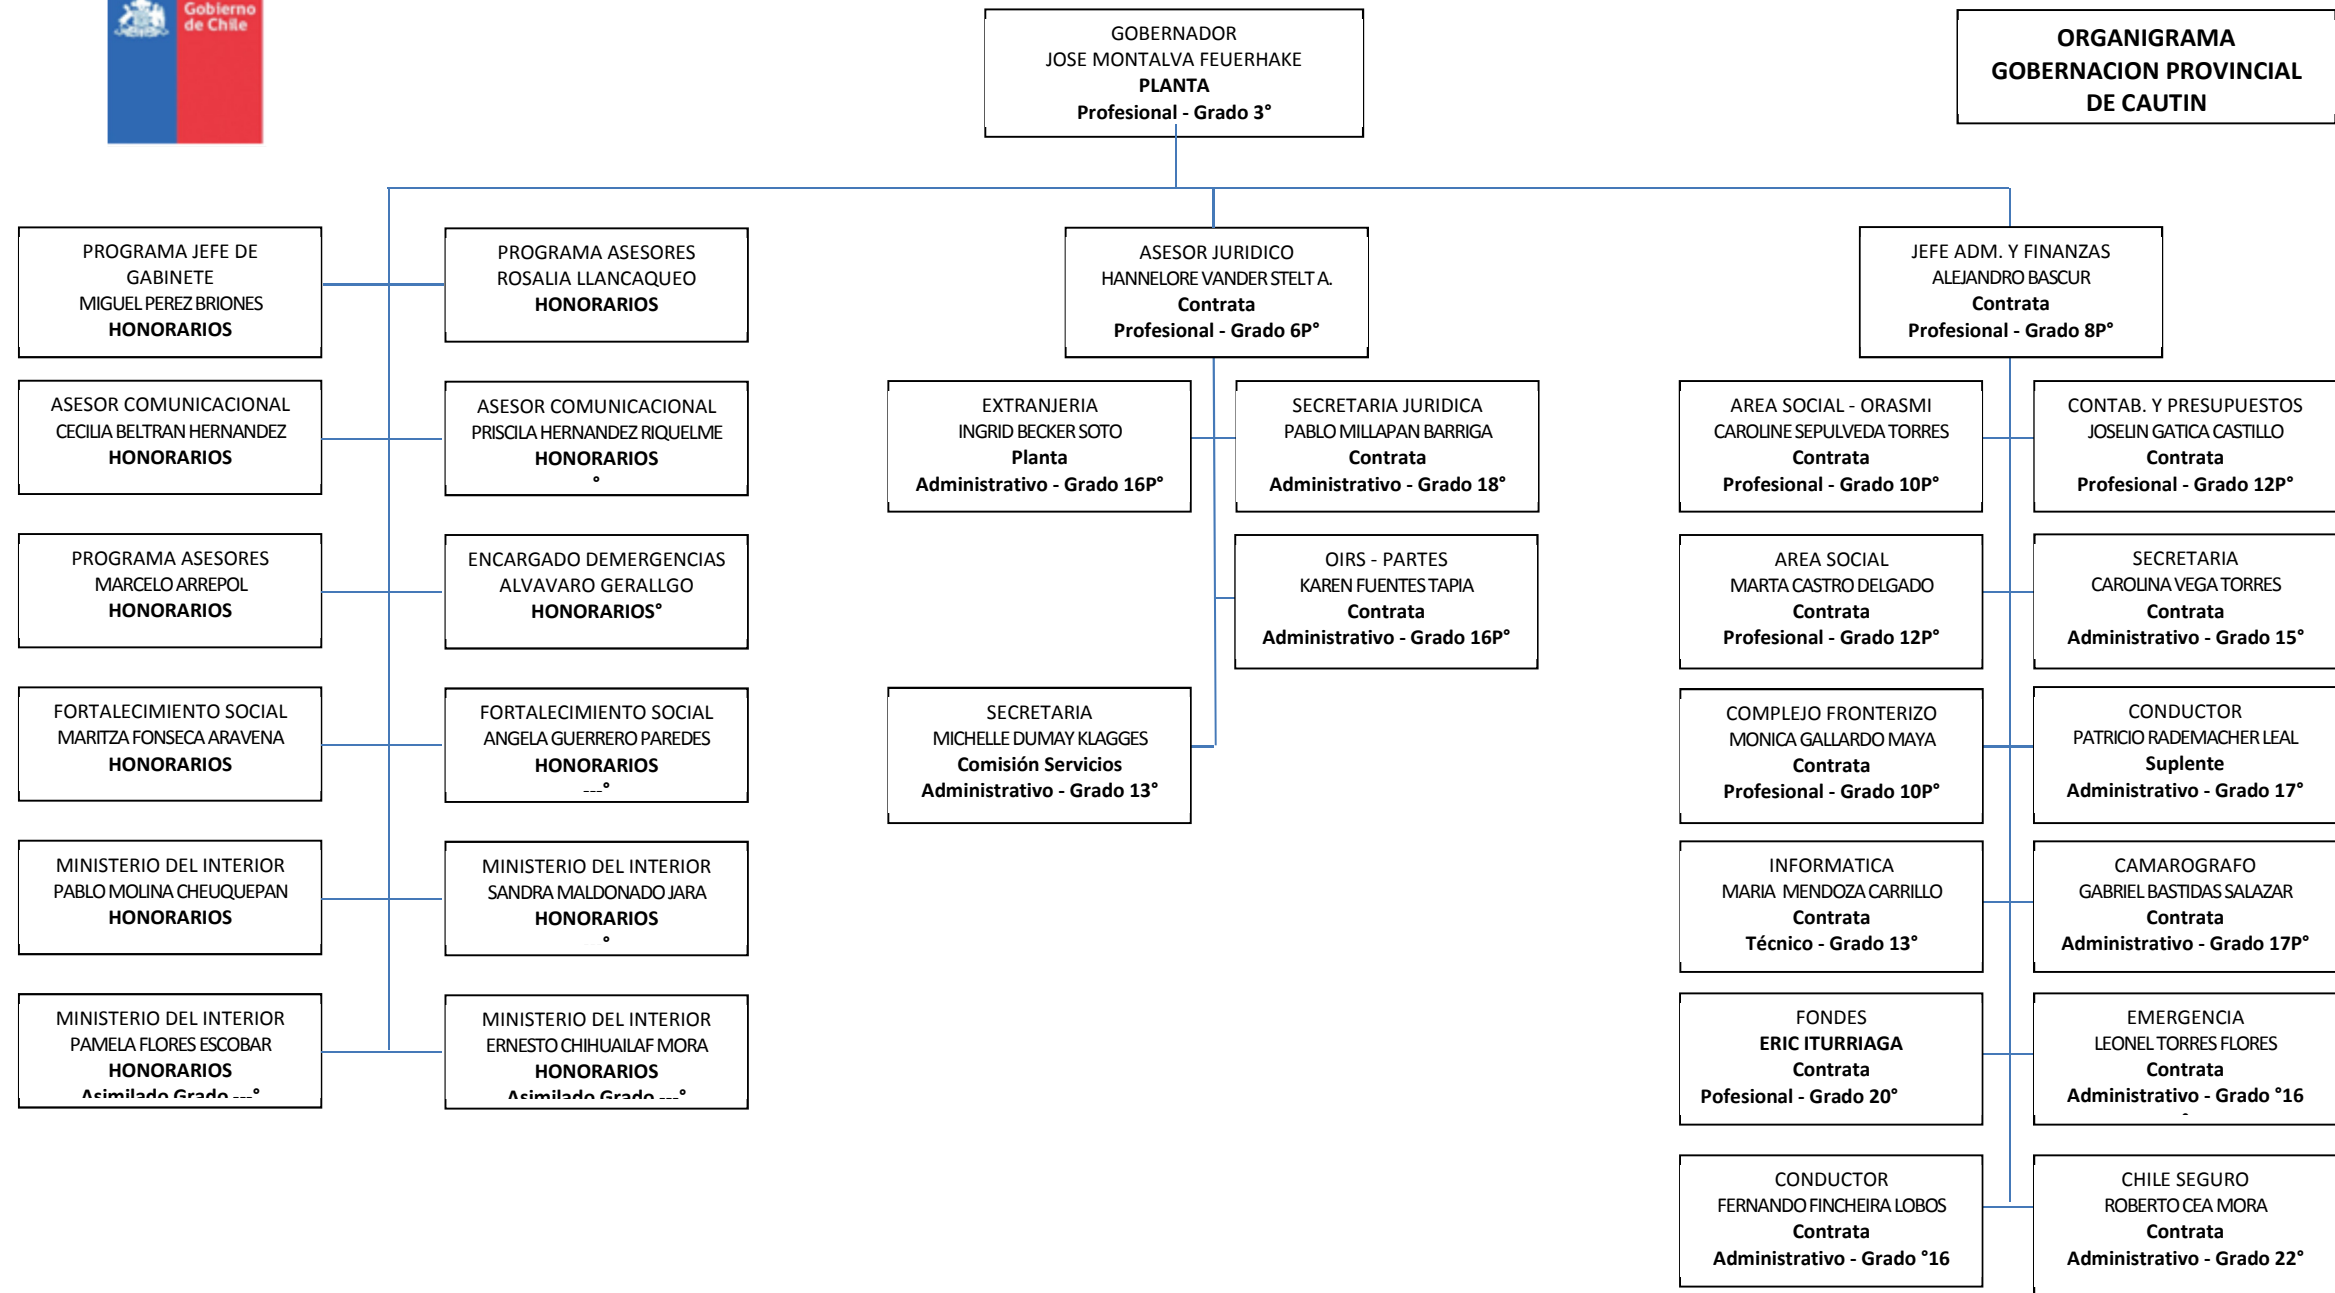 Gobierno
de Chile
GOBERNADOR
JOSE MONTALVA FEUERHAKE
PLANTA
Profesional - Grado 3°
ORGANIGRAMA
GOBERNACION PROVINCIAL
DE CAUTIN
PROGRAMA JEFE DE
GABINETE
MIGUEL PEREZ BRIONES
HONORARIOS
PROGRAMA ASESORES
ROSALIA LLANCAQUEO
HONORARIOS
ASESOR JURIDICO
HANNELORE VANDER STELT A.
Contrata
Profesional - Grado 6P°
JEFE ADM. Y FINANZAS
ALEJANDRO BASCUR
Contrata
Profesional - Grado 8P°
ASESOR COMUNICACIONAL
CECILIA BELTRAN HERNANDEZ
HONORARIOS
ASESOR COMUNICACIONAL
PRISCILA HERNANDEZ RIQUELME
HONORARIOS
°
EXTRANJERIA
INGRID BECKER SOTO
Planta
Administrativo - Grado 16P°
SECRETARIA JURIDICA
PABLO MILLAPAN BARRIGA
Contrata
Administrativo - Grado 18°
AREA SOCIAL - ORASMI
CAROLINE SEPULVEDA TORRES
Contrata
Profesional - Grado 10P°
CONTAB. Y PRESUPUESTOS
JOSELIN GATICA CASTILLO
Contrata
Profesional - Grado 12P°
PROGRAMA ASESORES
MARCELO ARREPOL
HONORARIOS
ENCARGADO DEMERGENCIAS
ALVAVARO GERALLGO
HONORARIOS°
OIRS - PARTES
KAREN FUENTES TAPIA
Contrata
Administrativo - Grado 16P°
AREA SOCIAL
MARTA CASTRO DELGADO
Contrata
Profesional - Grado 12P°
SECRETARIA
CAROLINA VEGA TORRES
Contrata
Administrativo - Grado 15°
FORTALECIMIENTO SOCIAL
MARITZA FONSECA ARAVENA
HONORARIOS
FORTALECIMIENTO SOCIAL
ANGELA GUERRERO PAREDES
HONORARIOS
---°
SECRETARIA
MICHELLE DUMAY KLAGGES
Comisión Servicios
Administrativo - Grado 13°
COMPLEJO FRONTERIZO
MONICA GALLARDO MAYA
Contrata
Profesional - Grado 10P°
CONDUCTOR
PATRICIO RADEMACHER LEAL
Suplente
Administrativo - Grado 17°
MINISTERIO DEL INTERIOR
PABLO MOLINA CHEUQUEPAN
HONORARIOS
MINISTERIO DEL INTERIOR
SANDRA MALDONADO JARA
HONORARIOS
---°
INFORMATICA
MARIA MENDOZA CARRILLO
Contrata
Técnico - Grado 13°
CAMAROGRAFO
GABRIEL BASTIDAS SALAZAR
Contrata
Administrativo - Grado 17P°
MINISTERIO DEL INTERIOR
PAMELA FLORES ESCOBAR
HONORARIOS
Asimilado Grado ---°
MINISTERIO DEL INTERIOR
ERNESTO CHIHUAILAF MORA
HONORARIOS
Asimilado Grado ---°
FONDES
ERIC ITURRIAGA
Contrata
Pofesional - Grado 20°
EMERGENCIA
LEONEL TORRES FLORES
Contrata
Administrativo - Grado °16
°
CONDUCTOR
FERNANDO FINCHEIRA LOBOS
Contrata
Administrativo - Grado °16
CHILE SEGURO
ROBERTO CEA MORA
Contrata
Administrativo - Grado 22°